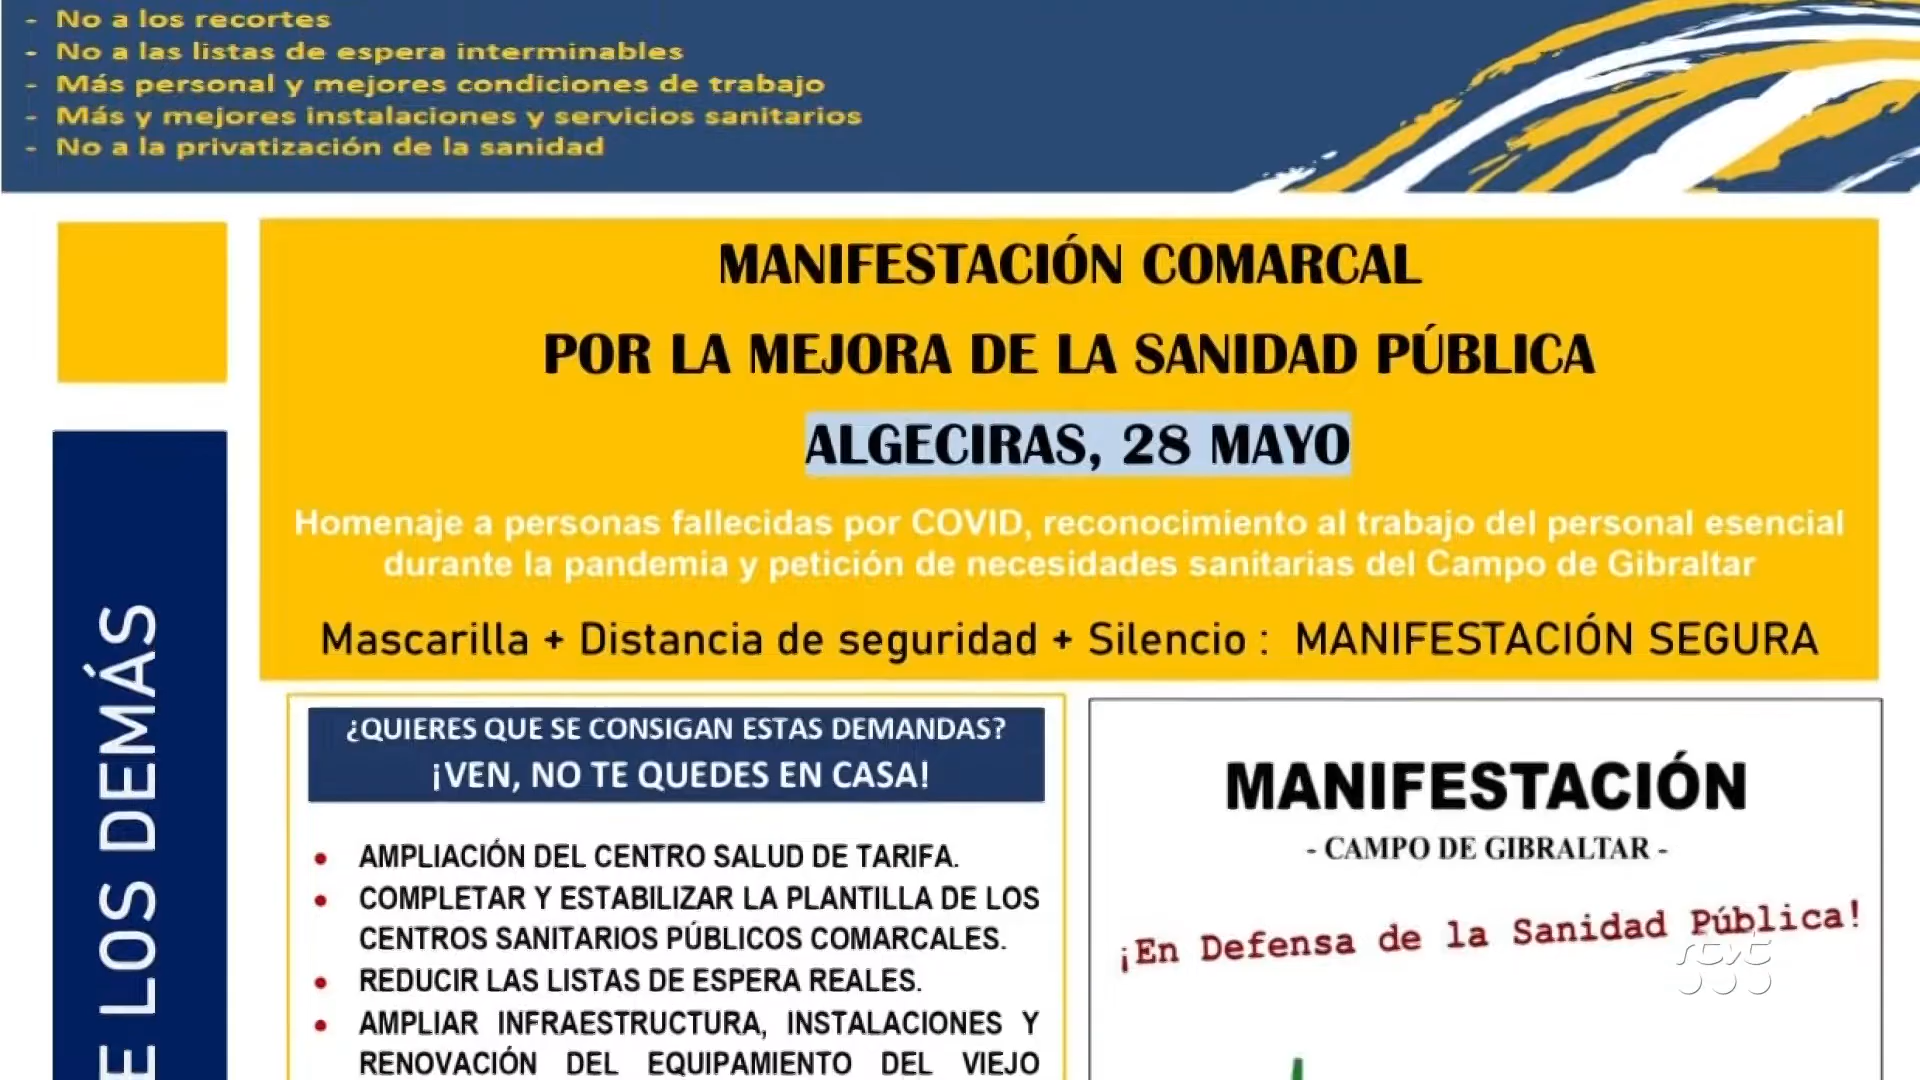 - No a los recortes
- No a las listas de espera interminables
- Más personal y mejores condiciones de trabajo
- Más y mejores instalaciones y servicios sanitarios
- No a la privatización de la sanidad
MANIFESTACIÓN COMARCAL
POR LA MEJORA DE LA SANIDAD PÚBLICA
ALGECIRAS, 28 MAYO
Homenaje a personas fallecidas por COVID, reconocimiento al trabajo del personal esencial
durante la pandemia y petición de necesidades sanitarias del Campo de Gibraltar
Mascarilla + Distancia de seguridad + Silencio : MANIFESTACIÓN SEGURA
E LOS DEMÁS
¿QUIERES QUE SE CONSIGAN ESTAS DEMANDAS?
¡VEN, NO TE QUEDES EN CASA!
• AMPLIACIÓN DEL CENTRO SALUD DE TARIFA.
• COMPLETAR Y ESTABILIZAR LA PLANTILLA DE LOS
CENTROS SANITARIOS PÚBLICOS COMARCALES.
• REDUCIR LAS LISTAS DE ESPERA REALES.
• AMPLIAR INFRAESTRUCTURA, INSTALACIONES Y
RENOVACIÓN DEL EQUIPAMIENTO DEL VIEJO
MANIFESTACIÓN
- CAMPO DE GIBRALTAR -
¡En Defensa de la Sanidad Pública!